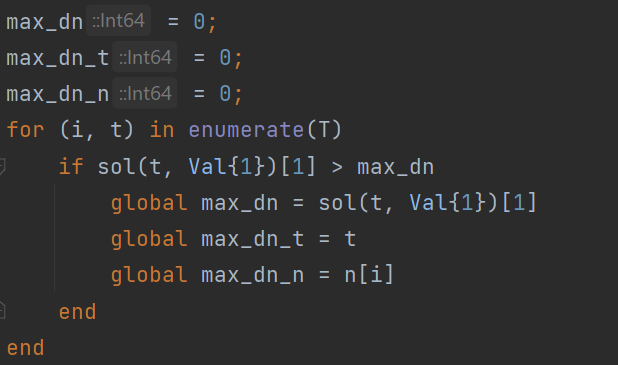 max_dn ::Int64 = 0;
max_dn_t ::Int64 = 0;
max_dn_n ::Int64 = 0;
for (i, t) in enumerate(T)
    if sol(t, Val{1})[1] > max_dn
        global max_dn = sol(t, Val{1})[1]
        global max_dn_t = t
        global max_dn_n = n[i]
    end
end